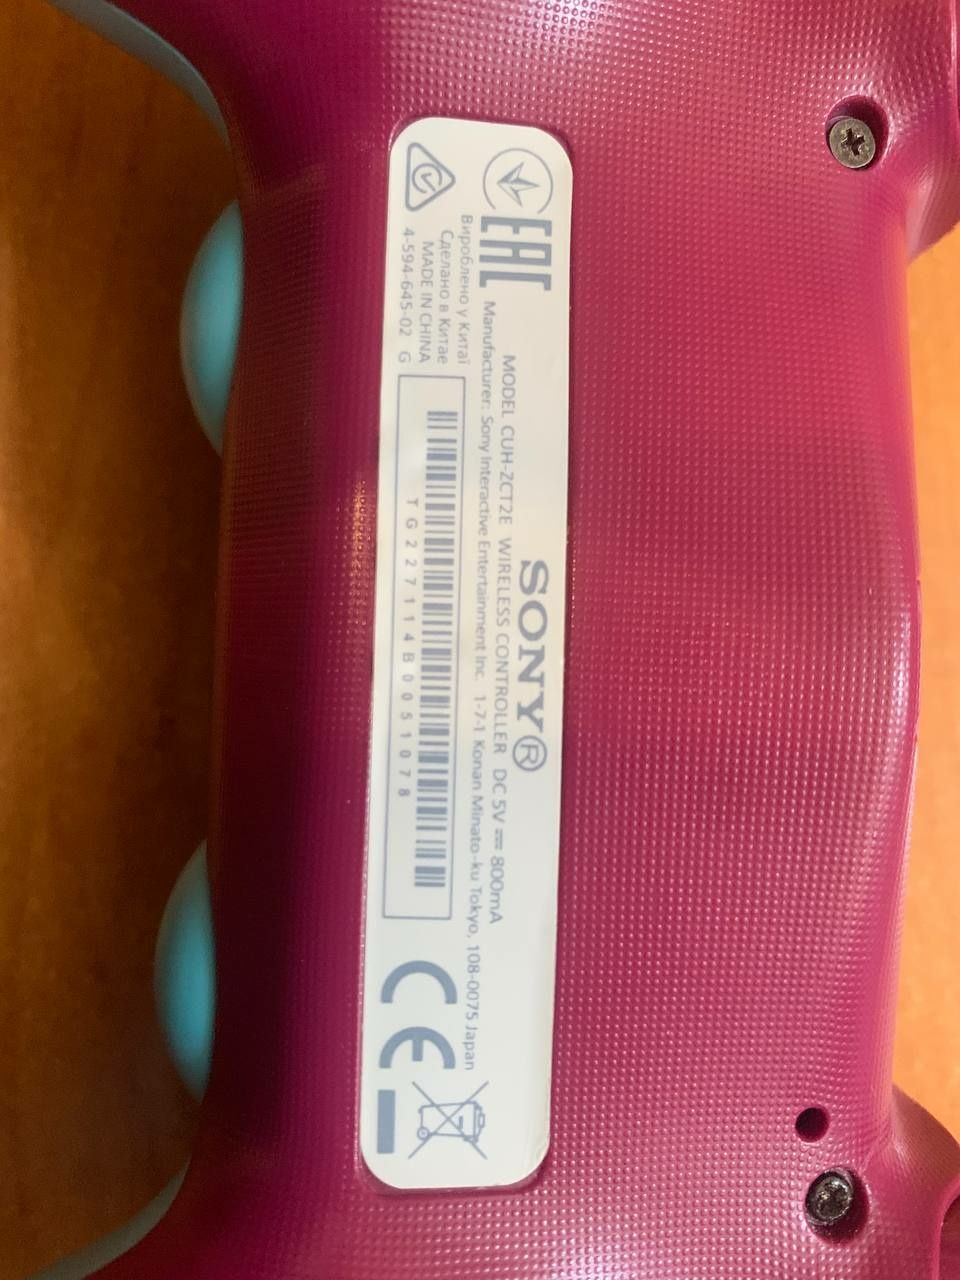 SONY®
MODEL CUH-ZCT2E WIRELESS CONTROLLER DC 5V ⎓ 800mA
EAC
Manufacturer: Sony Interactive Entertainment Inc. 1-7-1 Konan Minato-ku Tokyo, 108-0075 Japan
Вироблено у Китаї
Сделано в Китае
MADE IN CHINA
4-594-645-02 G
TG227114B0051078
CE